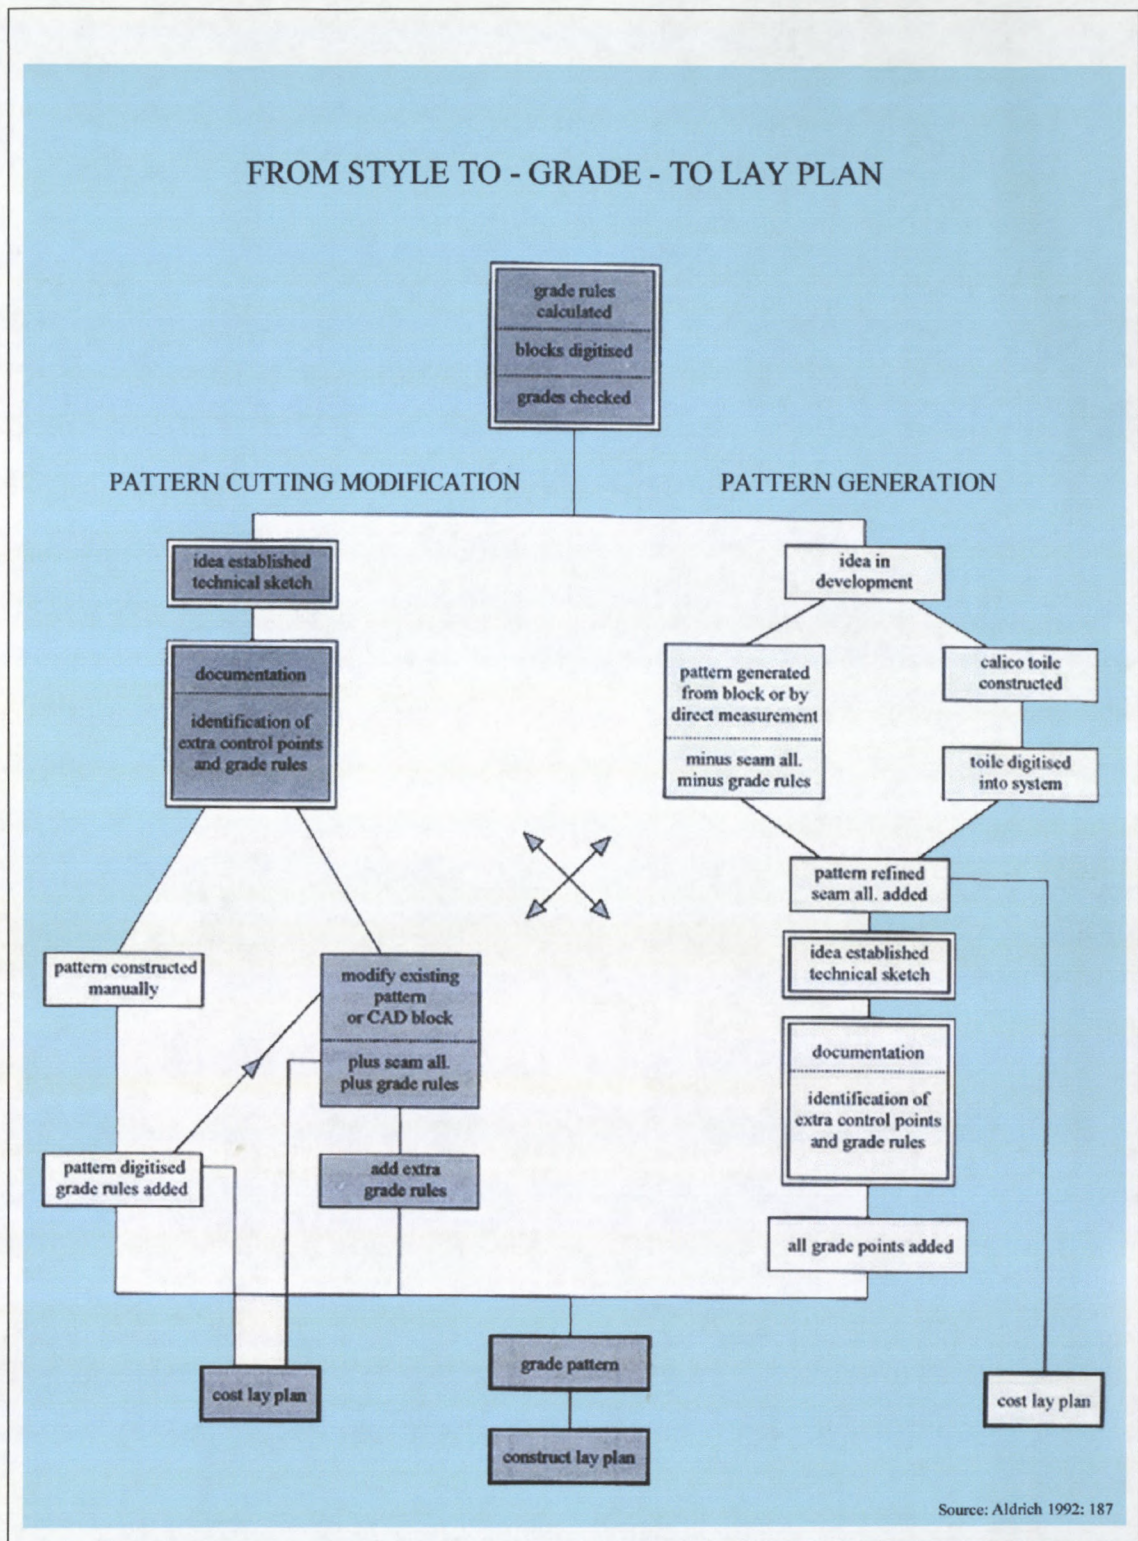 FROM STYLE TO - GRADE - TO LAY PLAN
grade rules
calculated
blocks digitised
grades checked
PATTERN CUTTING MODIFICATION
idea established
technical sketch
documentation
identification of
extra control points
and grade rules
pattern constructed
manually
modify existing
pattern
or CAD block
plus seam all.
plus grade rules
pattern digitised
grade rules added
add extra
grade rules
cost lay plan
PATTERN GENERATION
idea in
development
pattern generated
from block or by
direct measurement
minus seam all.
minus grade rules
calico toile
constructed
toile digitised
into system
pattern refined
seam all. added
idea established
technical sketch
documentation
identification of
extra control points
and grade rules
all grade points added
cost lay plan
grade pattern
construct lay plan
Source: Aldrich 1992: 187